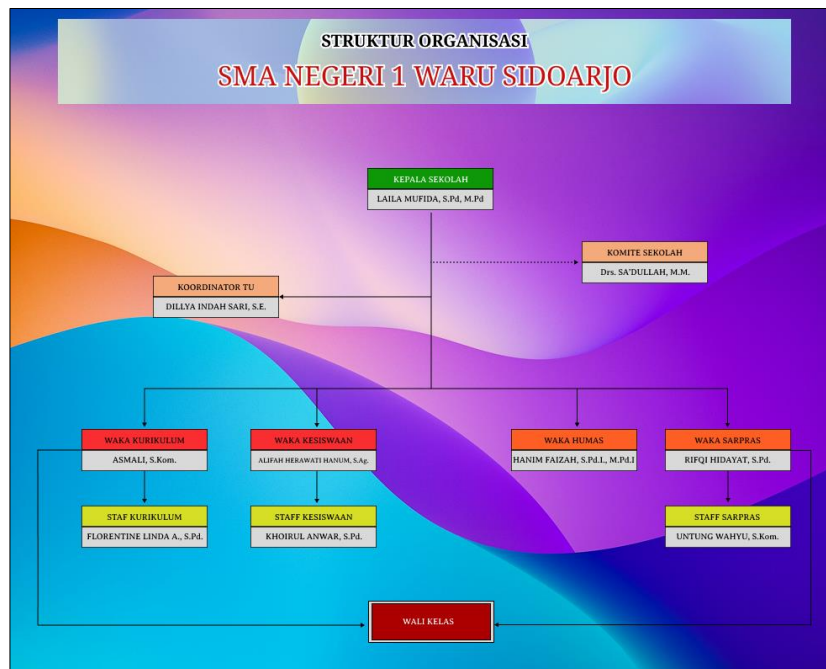 STRUKTUR ORGANISASI
SMA NEGERI 1 WARU SIDOARJO
KEPALA SEKOLAH
LAILA MUFIDA, S.Pd, M.Pd
KOMITE SEKOLAH
Drs. SA'DULLAH, M.M.
KOORDINATOR TU
DILLYA INDAH SARI, S.E.
WAKA KURIKULUM
ASMALI, S.Kom.
WAKA KESISWAAN
ALIFAH HERAWATI HANUM, S.Ag.
WAKA HUMAS
HANIM FAIZAH, S.Pd.I., M.Pd.I
WAKA SARPRAS
RIFQI HIDAYAT, S.Pd.
STAF KURIKULUM
FLORENTINE LINDA A., S.Pd.
STAFF KESISWAAN
KHOIRUL ANWAR, S.Pd.
STAFF SARPRAS
UNTUNG WAHYU, S.Kom.
WALI KELAS